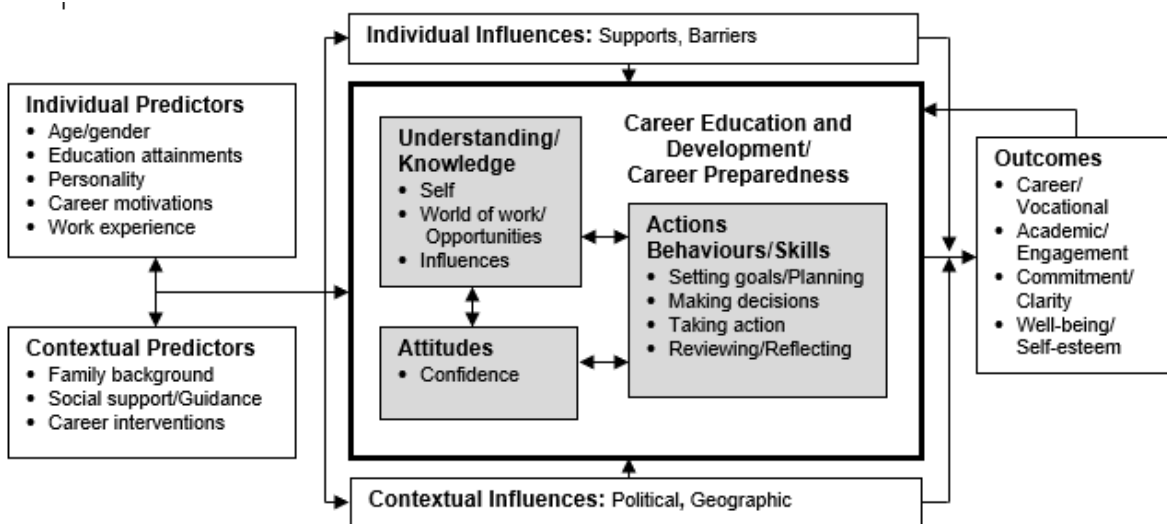 Individual Influences: Supports, Barriers
Individual Predictors
• Age/gender
• Education attainments
• Personality
• Career motivations
• Work experience
Contextual Predictors
• Family background
• Social support/Guidance
• Career interventions
Understanding/
Knowledge
• Self
• World of work/
Opportunities
• Influences
Attitudes
• Confidence
Career Education and
Development/
Career Preparedness
Actions
Behaviours/Skills
• Setting goals/Planning
• Making decisions
• Taking action
• Reviewing/Reflecting
Outcomes
• Career/
Vocational
• Academic/
Engagement
• Commitment/
Clarity
• Well-being/
Self-esteem
Contextual Influences: Political, Geographic